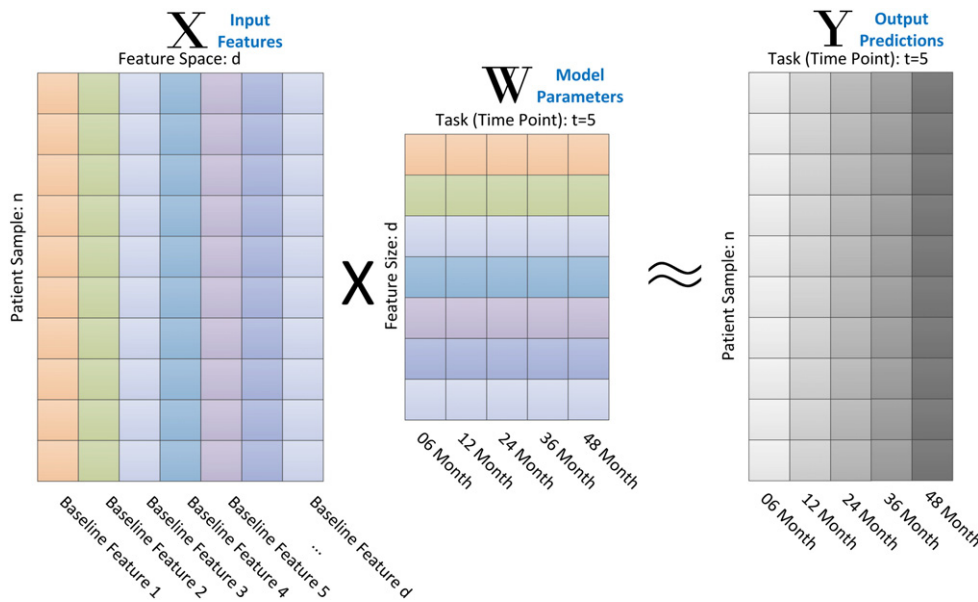 X Input Features
Feature Space: d
Patient Sample: n
Baseline Feature 1
Baseline Feature 2
Baseline Feature 3
Baseline Feature 4
Baseline Feature 5
...
Baseline Feature d
X
W Model Parameters
Task (Time Point): t=5
Feature Size: d
06 Month
12 Month
24 Month
36 Month
48 Month
≈
Y Output Predictions
Task (Time Point): t=5
Patient Sample: n
06 Month
12 Month
24 Month
36 Month
48 Month